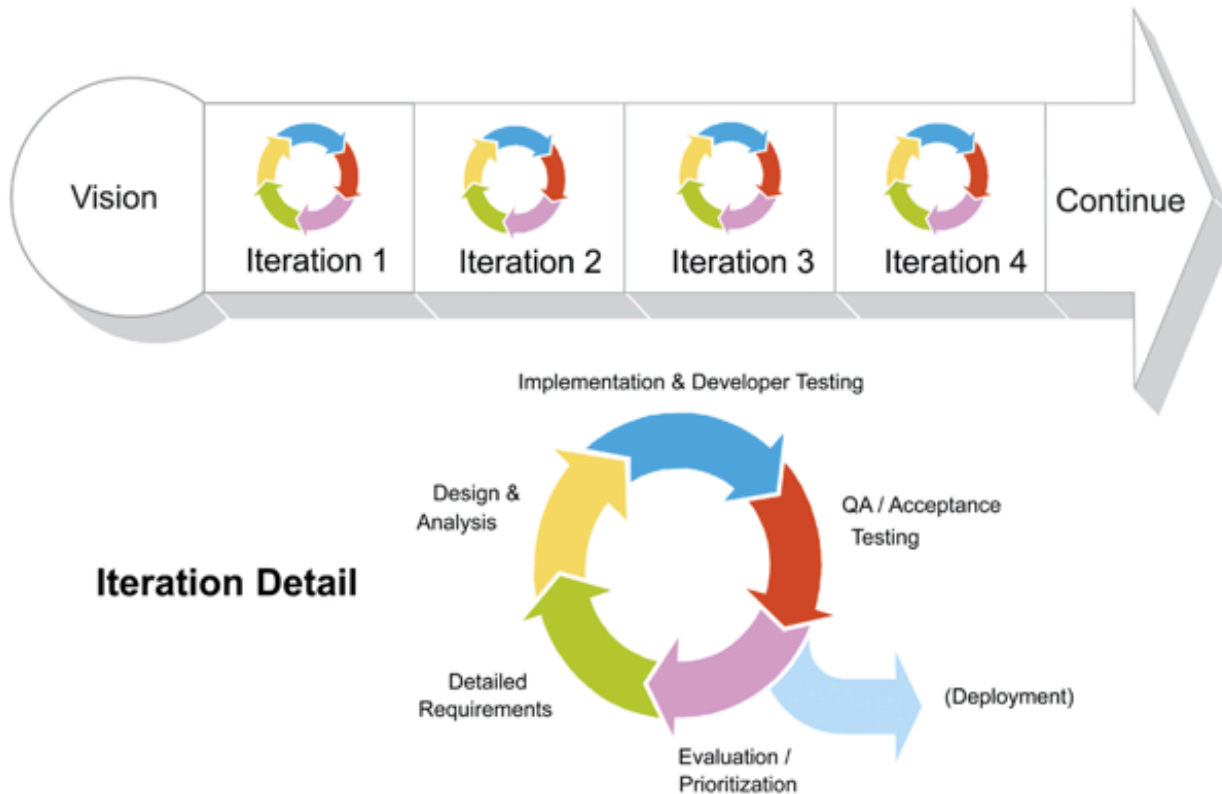 Vision
Iteration 1
Iteration 2
Iteration 3
Iteration 4
Continue
Implementation & Developer Testing
Design &
Analysis
QA / Acceptance
Testing
Iteration Detail
Detailed
Requirements
(Deployment)
Evaluation /
Prioritization